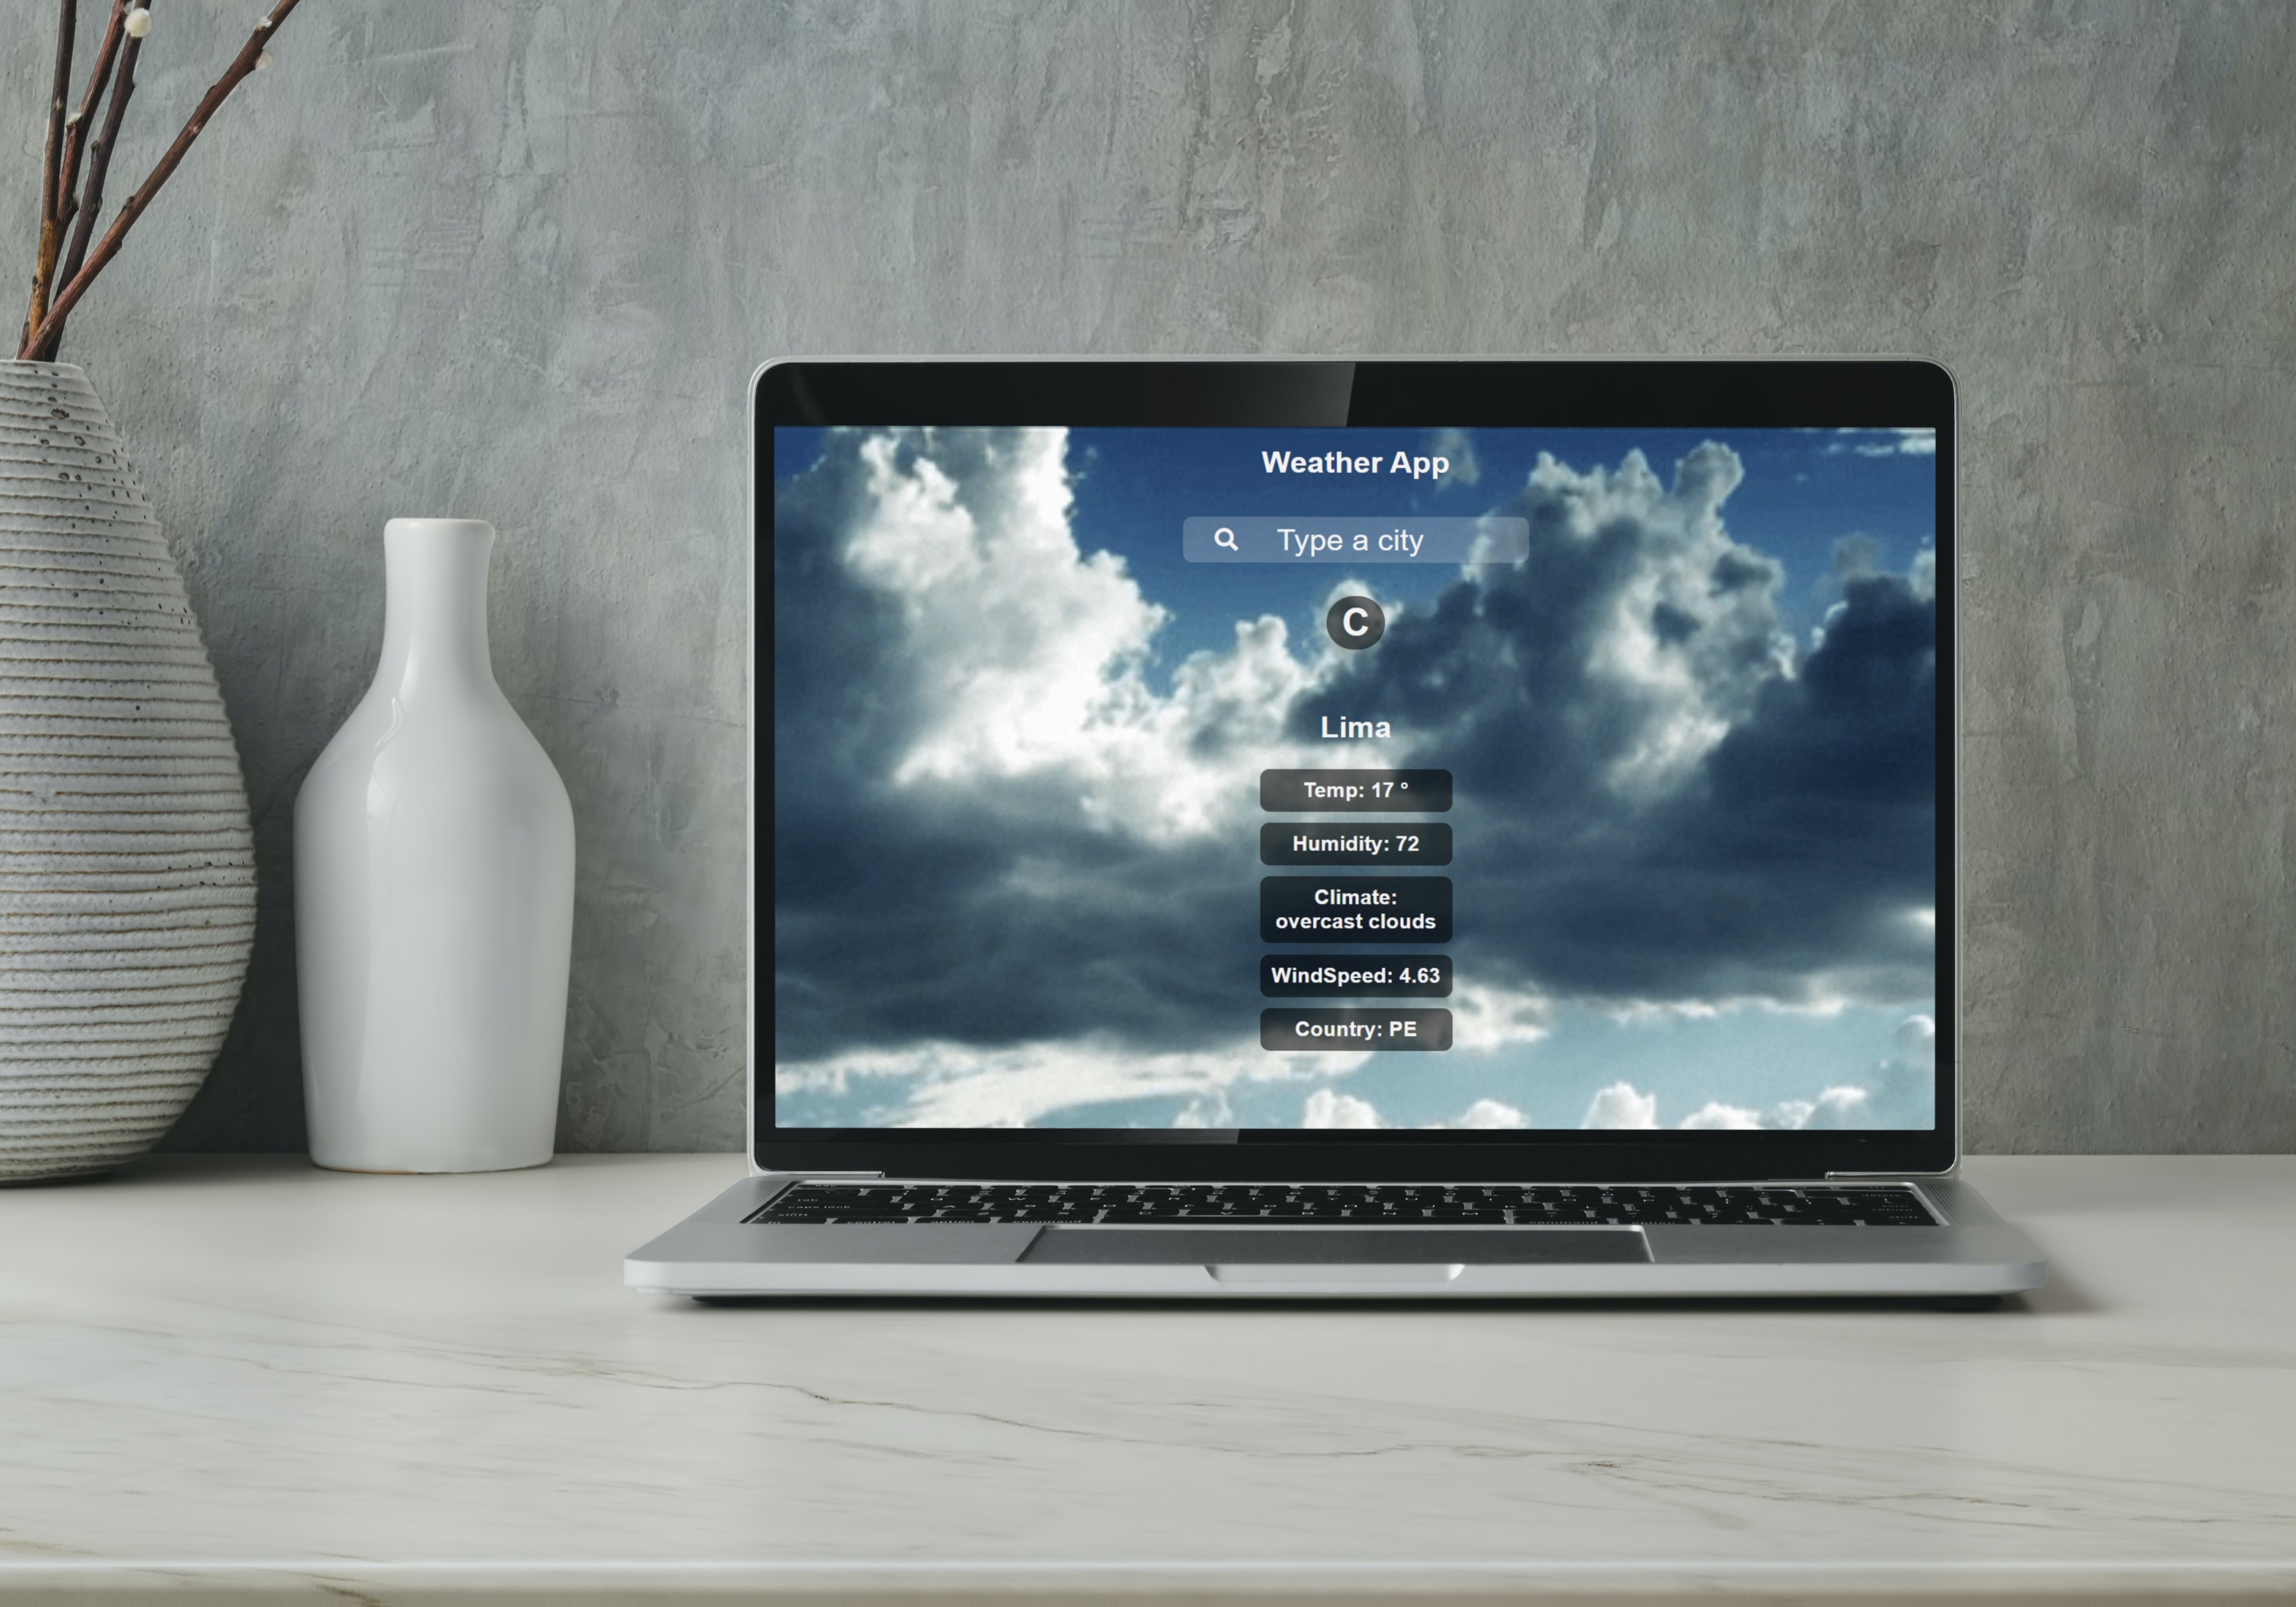 Weather App
Type a city
C
Lima
Temp: 17 °
Humidity: 72
Climate:
overcast clouds
WindSpeed: 4.63
Country: PE